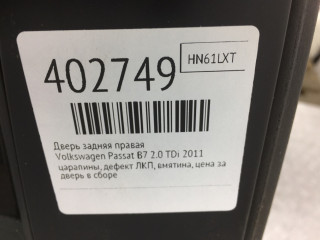 402749
HN61LXT
Дверь задняя правая
Volkswagen Passat B7 2.0 TDi 2011
царапины, дефект ЛКП, вмятина, цена за
дверь в сборе